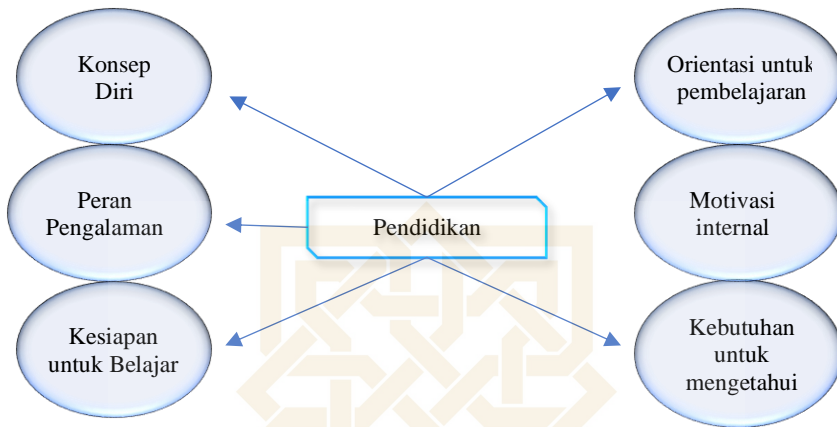 Konsep
Diri
Peran
Pengalaman
Kesiapan
untuk Belajar
Pendidikan
Orientasi untuk
pembelajaran
Motivasi
internal
Kebutuhan
untuk
mengetahui